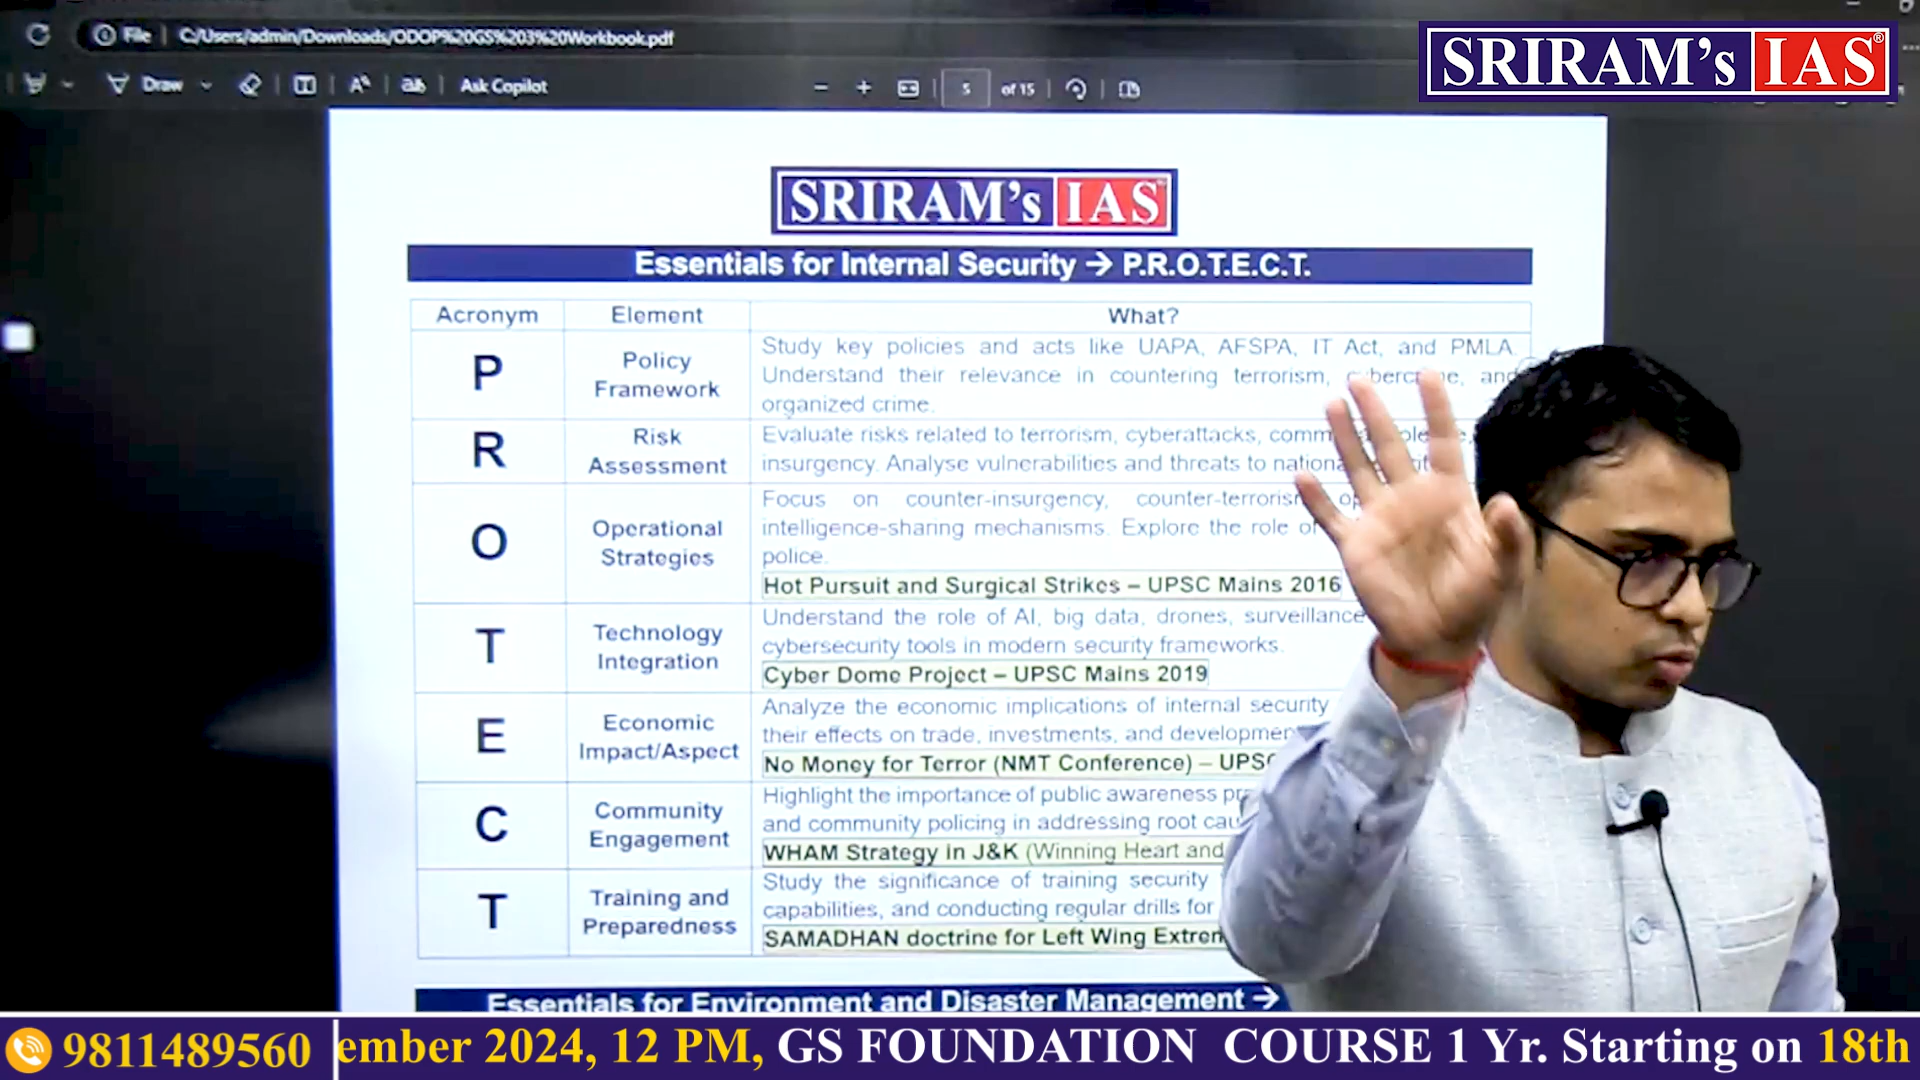 File | C:/Users/admin/Downloads/ODOP%20GS%203%20Workbook.pdf
SRIRAM's IAS®
Draw
Ask Copilot
5 of 15
SRIRAM's IAS
Essentials for Internal Security → P.R.O.T.E.C.T.
Acronym Element What?
P
Policy Framework
Study key policies and acts like UAPA, AFSPA, IT Act, and PMLA.
Understand their relevance in countering terrorism, and
organized crime.
R
Risk Assessment
Evaluate risks related to terrorism, cyberattacks,
insurgency. Analyse vulnerabilities and threats to
O
Operational Strategies
Focus on counter-insurgency,
intelligence-sharing mechanisms. Explore the role of
police.
Hot Pursuit and Surgical Strikes – UPSC Mains 2016
T
Technology Integration
Understand the role of AI, big data, drones, surveillance
cybersecurity tools in modern security frameworks.
Cyber Dome Project – UPSC Mains 2019
E
Economic Impact/Aspect
Analyze the economic implications of internal security
their effects on trade, investments, and
No Money for Terror (NMT Conference) –
C
Community Engagement
Highlight the importance of public awareness
and community policing in addressing root
WHAM Strategy in J&K (Winning Heart and
T
Training and Preparedness
Study the significance of training security
capabilities, and conducting regular drills for
SAMADHAN doctrine for Left Wing
Essentials for Environment and Disaster Management →
9811489560 ember 2024, 12 PM, GS FOUNDATION COURSE 1 Yr. Starting on 18th